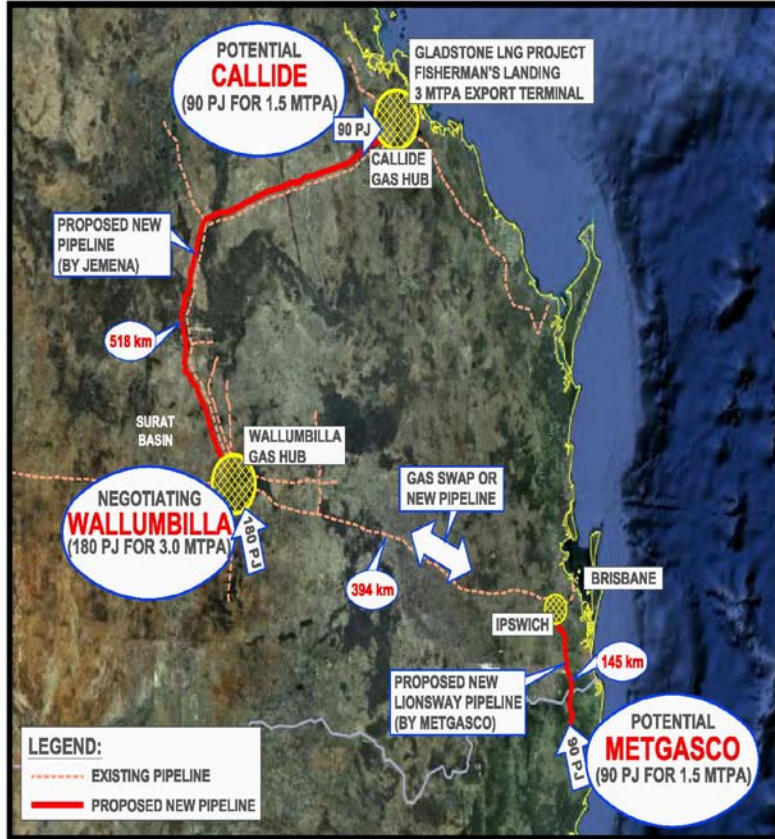 POTENTIAL
CALLIDE
(90 PJ FOR 1.5 MTPA)
GLADSTONE LNG PROJECT
FISHERMAN'S LANDING
3 MTPA EXPORT TERMINAL
90 PJ
CALLIDE
GAS HUB
PROPOSED NEW
PIPELINE
(BY JEMENA)
518 km
SURAT
BASIN
WALLUMBILLA
GAS HUB
NEGOTIATING
WALLUMBILLA
(180 PJ FOR 3.0 MTPA)
180 PJ
GAS SWAP OR
NEW PIPELINE
394 km
BRISBANE
IPSWICH
145 km
PROPOSED NEW
LIONSWAY PIPELINE
(BY METGASCO)
90 PJ
POTENTIAL
METGASCO
(90 PJ FOR 1.5 MTPA)
LEGEND:
EXISTING PIPELINE
PROPOSED NEW PIPELINE